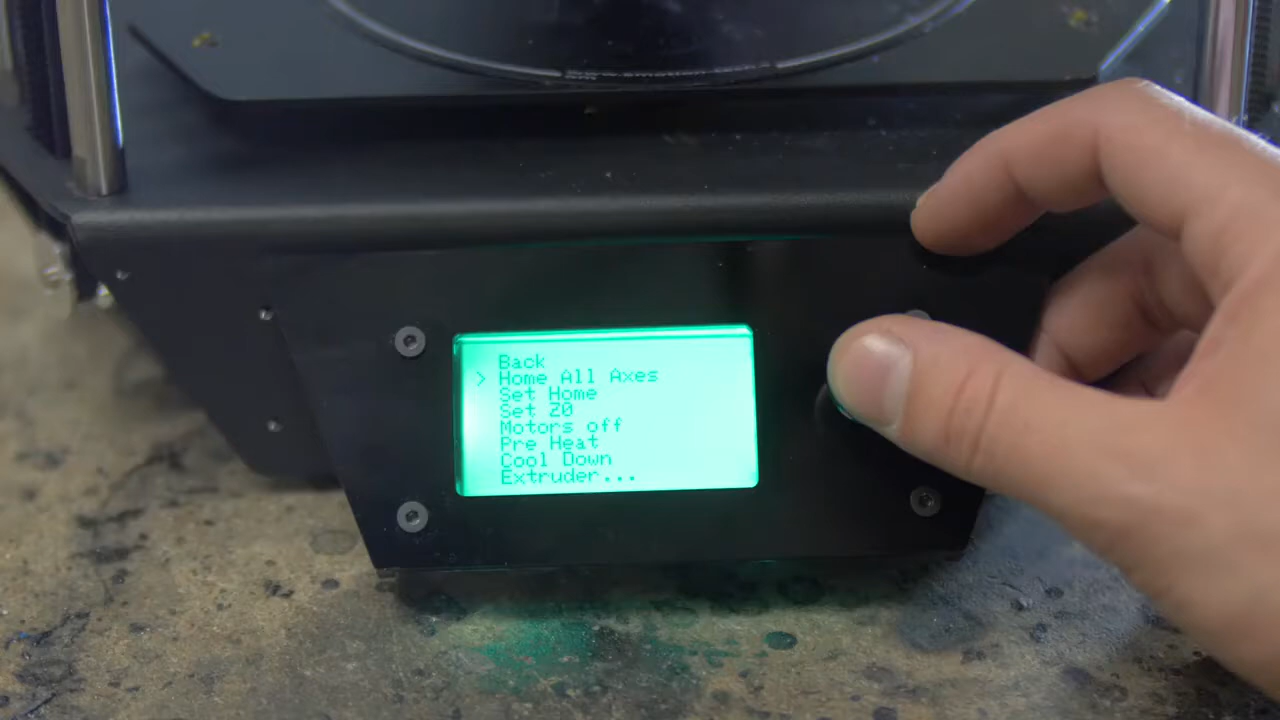 Back
> Home All Axes
Set Home
Set Z0
Motors off
Pre Heat
Cool Down
Extruder...